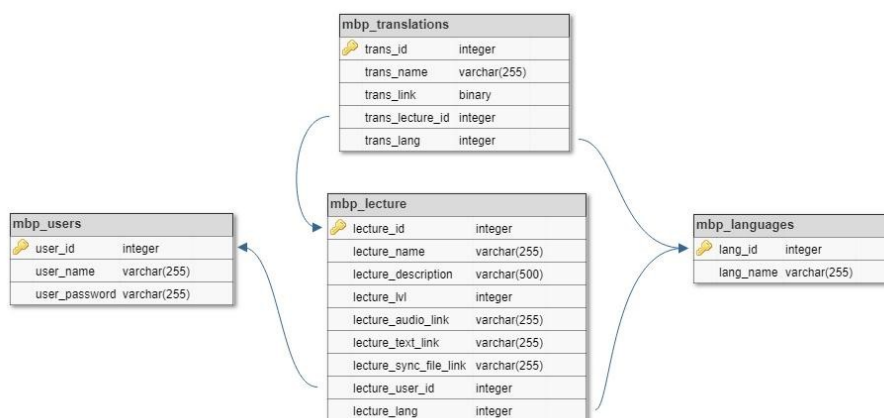 mbp_translations
trans_id integer
trans_name varchar(255)
trans_link binary
trans_lecture_id integer
trans_lang integer
mbp_users
user_id integer
user_name varchar(255)
user_password varchar(255)
mbp_lecture
lecture_id integer
lecture_name varchar(255)
lecture_description varchar(500)
lecture_lvl integer
lecture_audio_link varchar(255)
lecture_text_link varchar(255)
lecture_sync_file_link varchar(255)
lecture_user_id integer
lecture_lang integer
mbp_languages
lang_id integer
lang_name varchar(255)